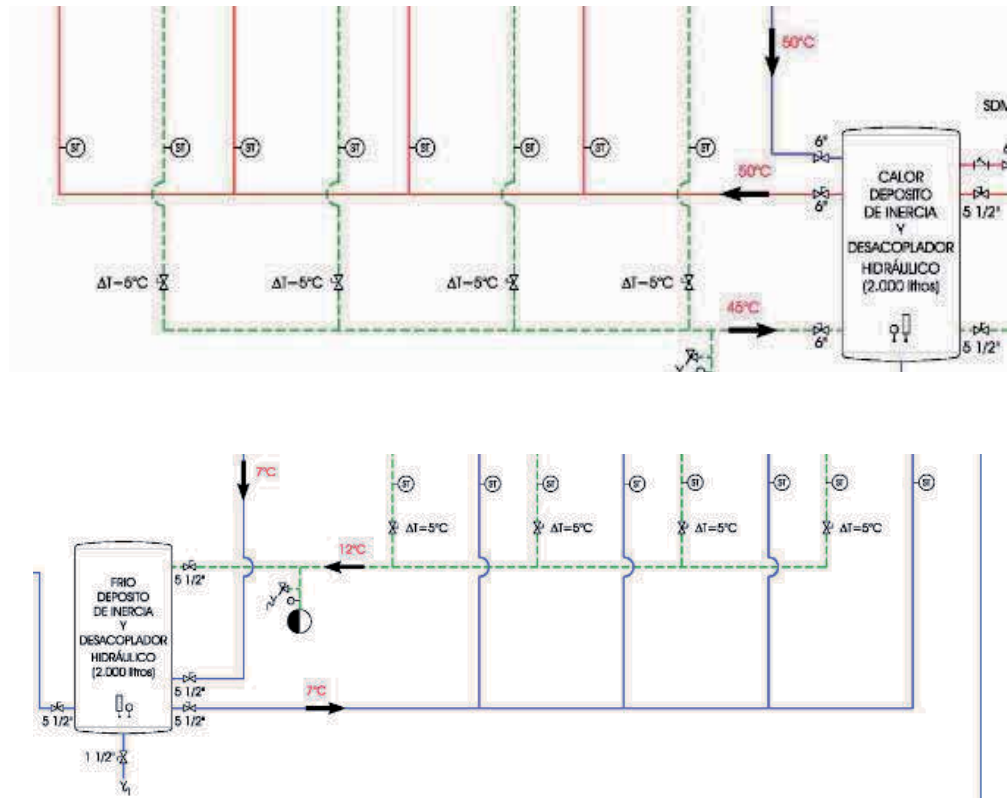 50°C
SDM
6"
ST
ST
ST
ST
ST
ST
ST
ST
50°C
6"
CALOR
DEPOSITO
DE INERCIA
Y
DESACOPLADOR
HIDRÁULICO
(2.000 litros)
5 1/2"
ΔT=5°C
ΔT=5°C
ΔT=5°C
ΔT=5°C
45°C
6"
5 1/2"
7°C
ST
ST
ST
ST
ST
ST
ST
ST
ΔT=5°C
ΔT=5°C
ΔT=5°C
ΔT=5°C
12°C
5 1/2"
FRIO
DEPOSITO
DE INERCIA
Y
DESACOPLADOR
HIDRÁULICO
(2.000 litros)
5 1/2"
7°C
5 1/2"
5 1/2"
1 1/2"